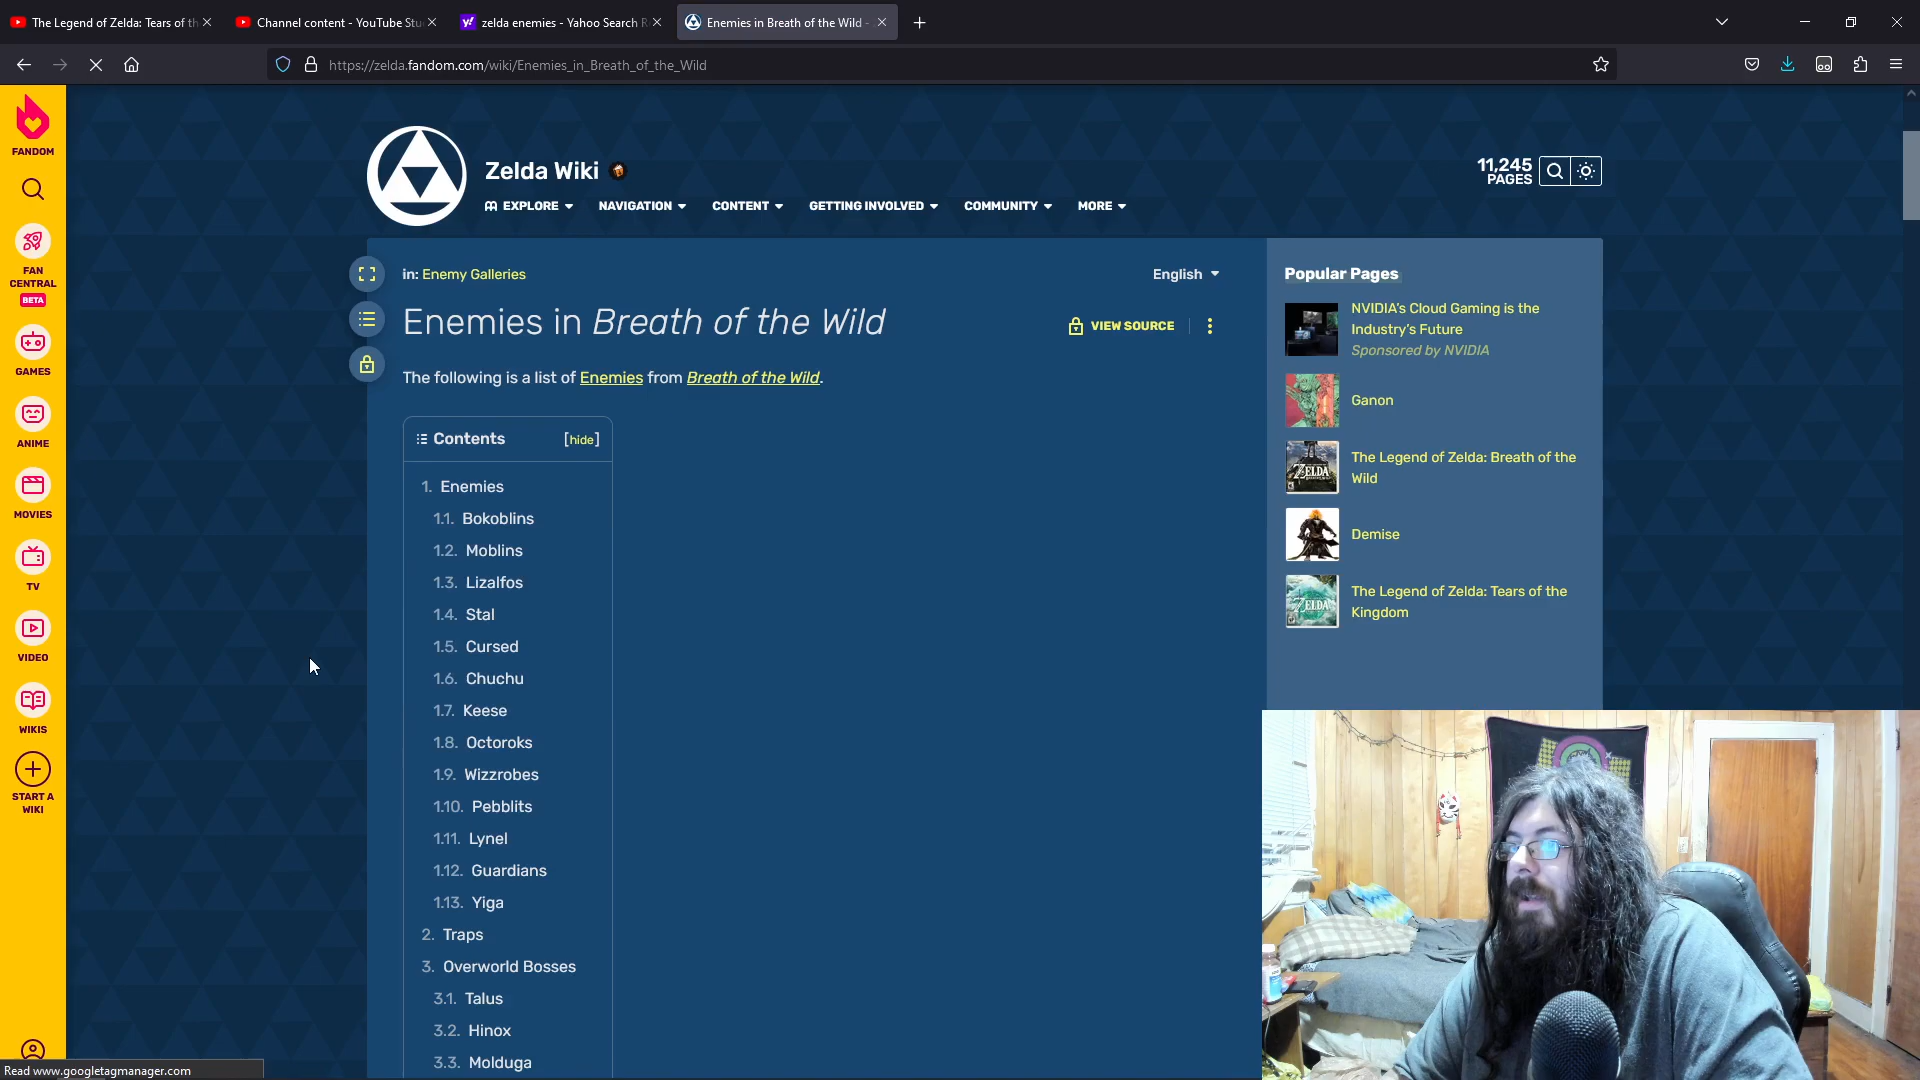 The Legend of Zelda: Tears of th
Channel content - YouTube Stu
zelda enemies - Yahoo Search R
Enemies in Breath of the Wild -
https://zelda.fandom.com/wiki/Enemies_in_Breath_of_the_Wild
FANDOM
FAN
CENTRAL
BETA
GAMES
ANIME
MOVIES
TV
VIDEO
WIKIS
START A
WIKI
Zelda Wiki
11,245
PAGES
EXPLORE
NAVIGATION
CONTENT
GETTING INVOLVED
COMMUNITY
MORE
in: Enemy Galleries
English
Enemies in Breath of the Wild
VIEW SOURCE
The following is a list of Enemies from Breath of the Wild.
Contents [hide]
1. Enemies
1.1. Bokoblins
1.2. Moblins
1.3. Lizalfos
1.4. Stal
1.5. Cursed
1.6. Chuchu
1.7. Keese
1.8. Octoroks
1.9. Wizzrobes
1.10. Pebblits
1.11. Lynel
1.12. Guardians
1.13. Yiga
2. Traps
3. Overworld Bosses
3.1. Talus
3.2. Hinox
3.3. Molduga
Popular Pages
NVIDIA's Cloud Gaming is the
Industry's Future
Sponsored by NVIDIA
Ganon
ZELDA
The Legend of Zelda: Breath of the
Wild
Demise
ZELDA
The Legend of Zelda: Tears of the
Kingdom
Read www.googletagmanager.com